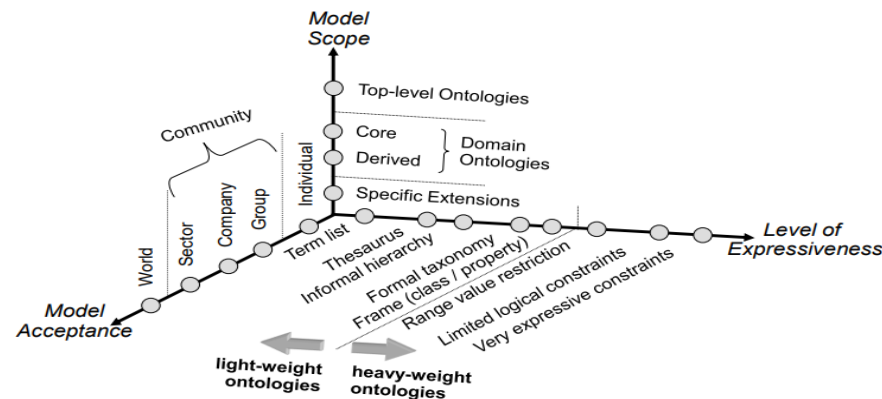 Model
Scope
Top-level Ontologies
Core
Derived
Domain
Ontologies
Specific Extensions
Community
World
Sector
Company
Group
Individual
Model
Acceptance
Term list
Thesaurus
Informal hierarchy
Formal taxonomy
Frame (class / property)
Range value restriction
Limited logical constraints
Very expressive constraints
Level of
Expressiveness
light-weight
ontologies
heavy-weight
ontologies